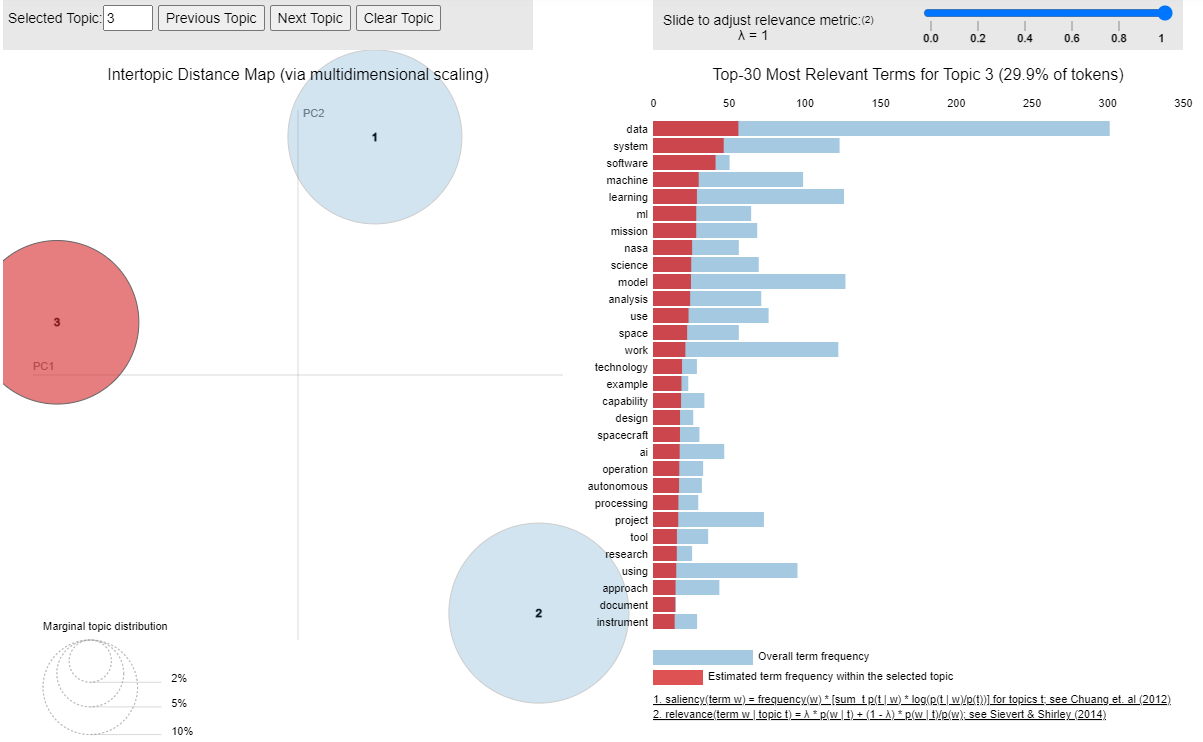 Selected Topic: 3 Previous Topic Next Topic Clear Topic
Slide to adjust relevance metric:(2)
λ = 1
0.0 0.2 0.4 0.6 0.8 1
Intertopic Distance Map (via multidimensional scaling)
PC2
1
3
PC1
2
Marginal topic distribution
2%
5%
10%
Top-30 Most Relevant Terms for Topic 3 (29.9% of tokens)
0 50 100 150 200 250 300 350
data
system
software
machine
learning
ml
mission
nasa
science
model
analysis
use
space
work
technology
example
capability
design
spacecraft
ai
operation
autonomous
processing
project
tool
research
using
approach
document
instrument
Overall term frequency
Estimated term frequency within the selected topic
1. saliency(term w) = frequency(w) * [sum_t p(t | w) * log(p(t | w)/p(t))] for topics t; see Chuang et. al (2012)
2. relevance(term w | topic t) = λ * p(w | t) + (1 - λ) * p(w | t)/p(w); see Sievert & Shirley (2014)